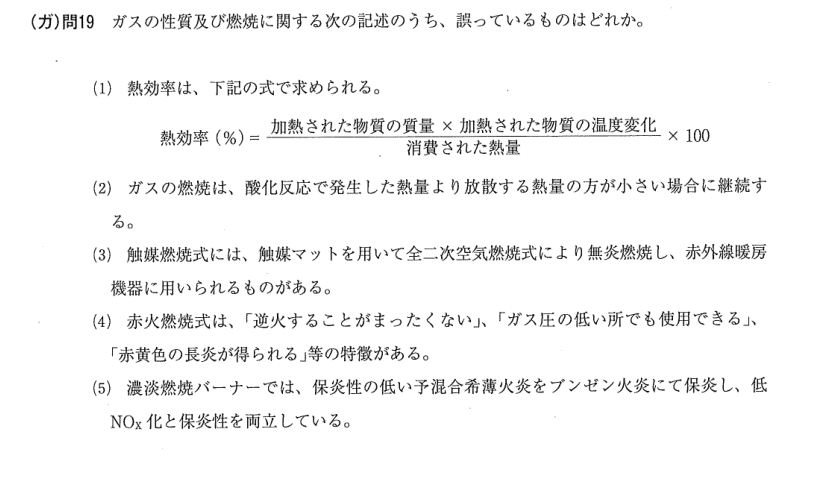 (ガ)問19 ガスの性質及び燃焼に関する次の記述のうち、誤っているものはどれか。
(1) 熱効率は、下記の式で求められる。
熱効率(%)= 加熱された物質の質量 × 加熱された物質の温度変化 / 消費された熱量 × 100
(2) ガスの燃焼は、酸化反応で発生した熱量より放散する熱量の方が小さい場合に継続す
る。
(3) 触媒燃焼式には、触媒マットを用いて全二次空気燃焼式により無炎燃焼し、赤外線暖房
機器に用いられるものがある。
(4) 赤火燃焼式は、「逆火することがまったくない」、「ガス圧の低い所でも使用できる」、
「赤黄色の長炎が得られる」等の特徴がある。
(5) 濃淡燃焼バーナーでは、保炎性の低い予混合希薄火炎をブンゼン火炎にて保炎し、低
NOx 化と保炎性を両立している。